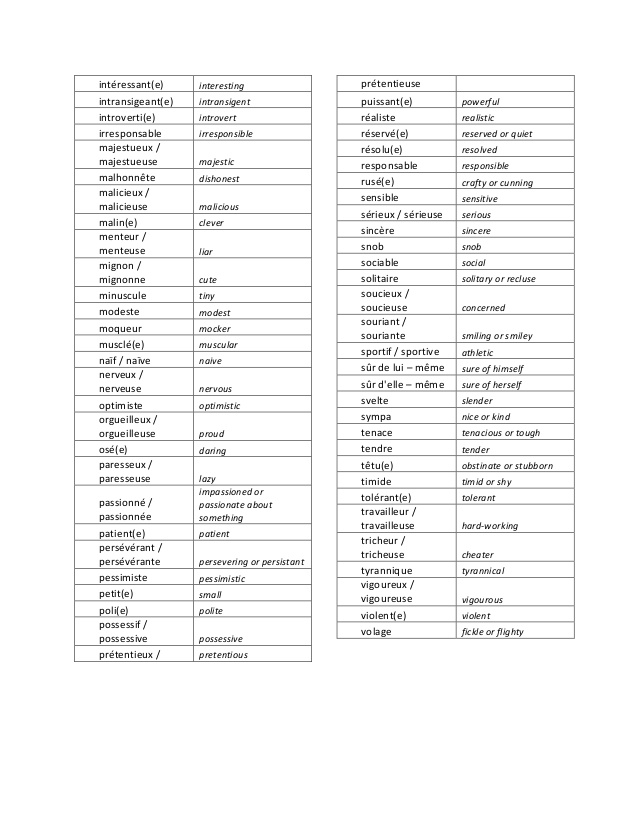 intéressant(e) interesting
intransigeant(e) intransigent
introverti(e) introvert
irresponsable irresponsible
majestueux /
majestueuse majestic
malhonnête dishonest
malicieux /
malicieuse malicious
malin(e) clever
menteur /
menteuse liar
mignon /
mignonne cute
minuscule tiny
modeste modest
moqueur mocker
musclé(e) muscular
naïf / naïve naive
nerveux /
nerveuse nervous
optimiste optimistic
orgueilleux /
orgueilleuse proud
osé(e) daring
paresseux /
paresseuse lazy
impassioned or
passionné / passionate about
passionnée something
patient(e) patient
persévérant /
persévérante persevering or persistant
pessimiste pessimistic
petit(e) small
poli(e) polite
possessif /
possessive possessive
prétentieux / pretentious
prétentieuse
puissant(e) powerful
réaliste realistic
réservé(e) reserved or quiet
résolu(e) resolved
responsable responsible
rusé(e) crafty or cunning
sensible sensitive
sérieux / sérieuse serious
sincère sincere
snob snob
sociable social
solitaire solitary or recluse
soucieux /
soucieuse concerned
souriant /
souriante smiling or smiley
sportif / sportive athletic
sûr de lui – même sure of himself
sûr d'elle – même sure of herself
svelte slender
sympa nice or kind
tenace tenacious or tough
tendre tender
têtu(e) obstinate or stubborn
timide timid or shy
tolérant(e) tolerant
travailleur /
travailleuse hard-working
tricheur /
tricheuse cheater
tyrannique tyrannical
vigoureux /
vigoureuse vigourous
violent(e) violent
volage fickle or flighty